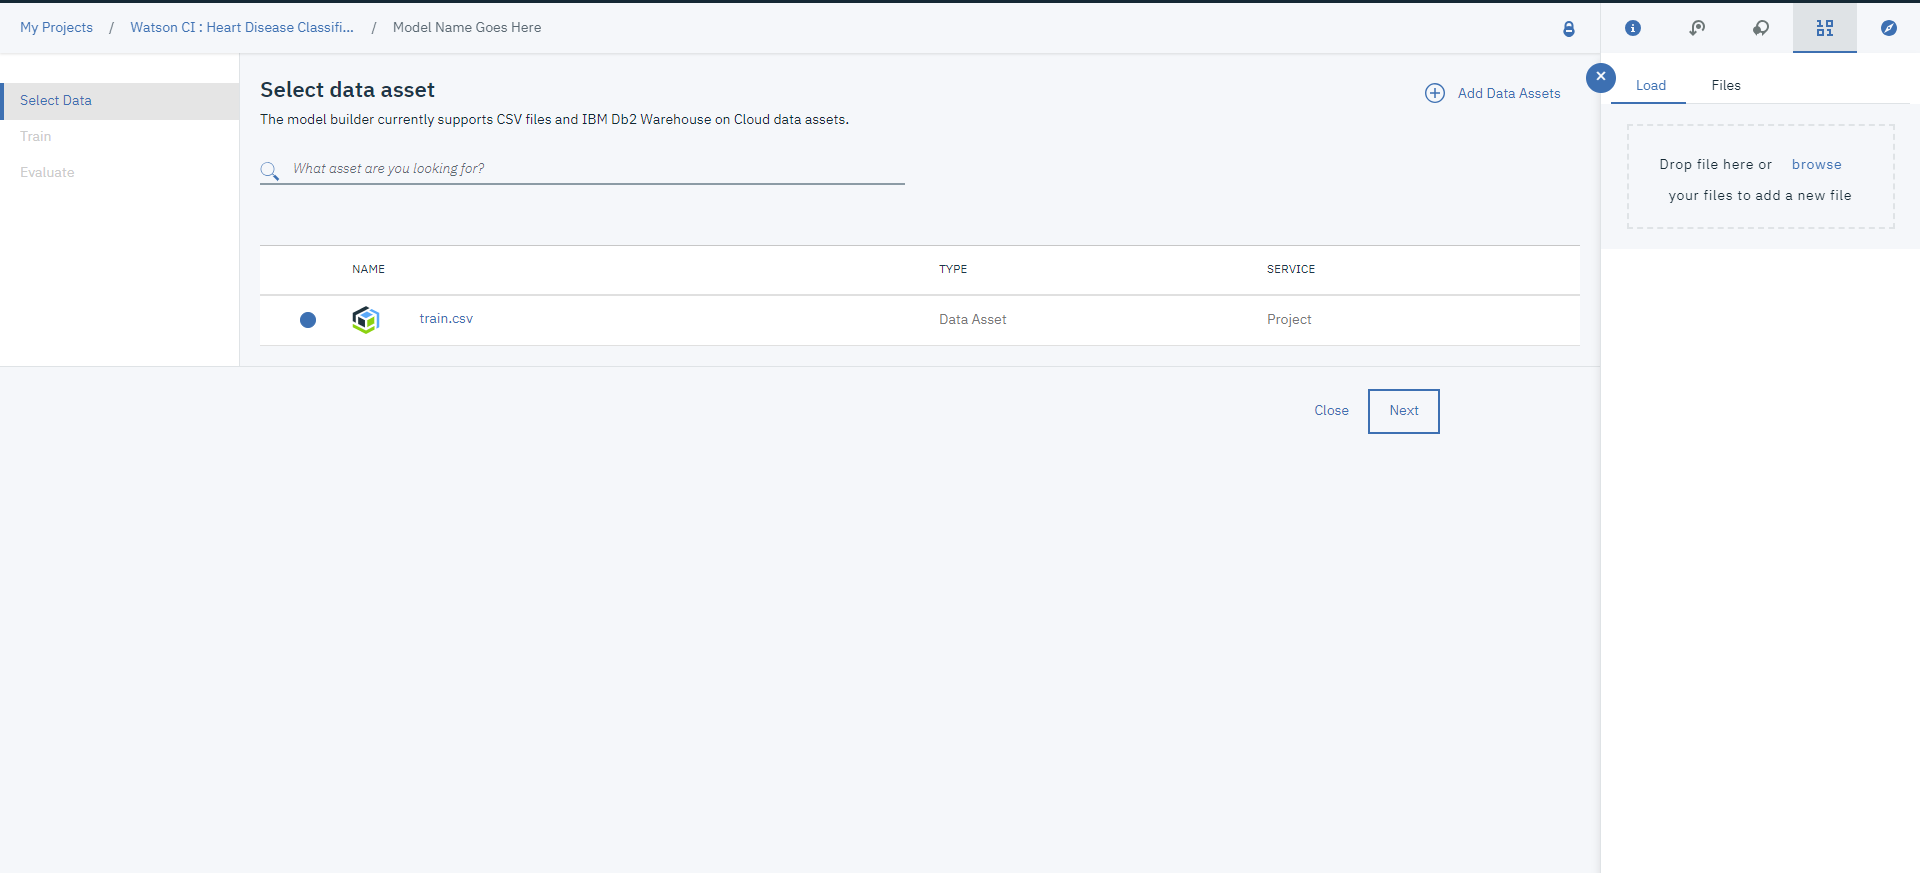 My Projects / Watson CI : Heart Disease Classifi... / Model Name Goes Here
Select Data
Train
Evaluate
Select data asset
The model builder currently supports CSV files and IBM Db2 Warehouse on Cloud data assets.
Add Data Assets
What asset are you looking for?
NAME TYPE SERVICE
train.csv Data Asset Project
Close Next
Load Files
Drop file here or browse
your files to add a new file